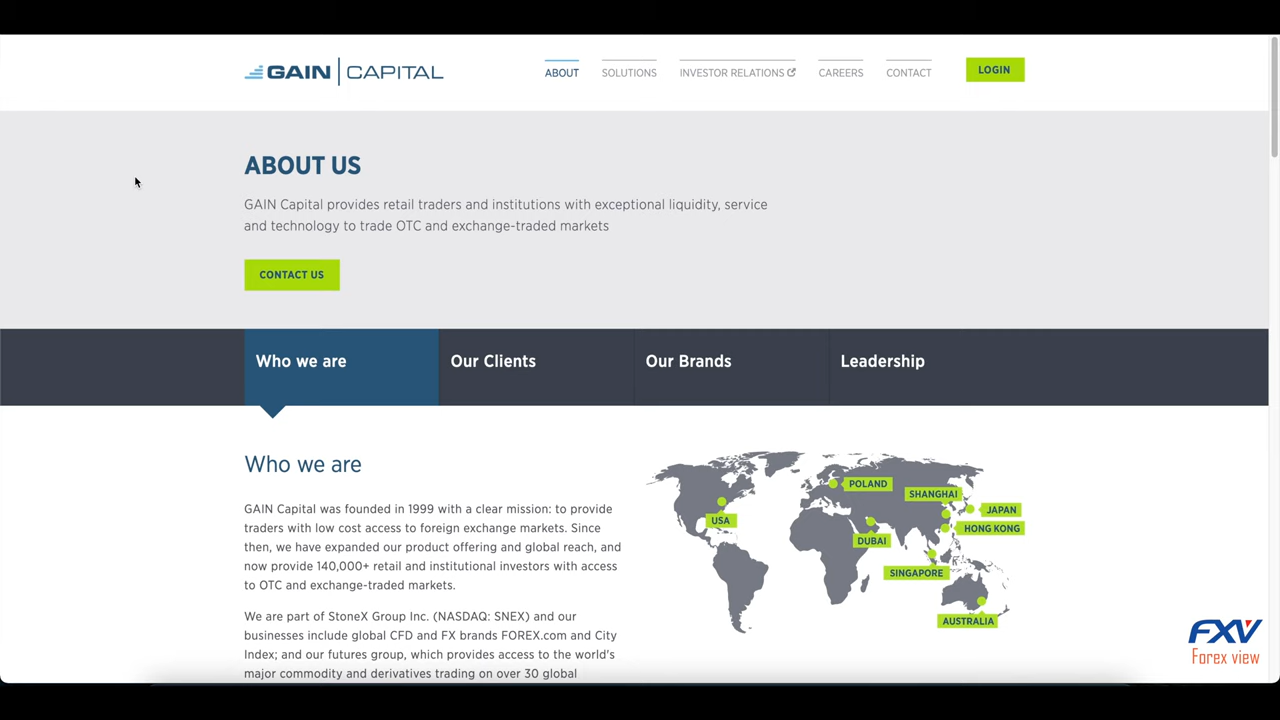 GAIN CAPITAL
ABOUT
SOLUTIONS
INVESTOR RELATIONS
CAREERS
CONTACT
LOGIN
ABOUT US
GAIN Capital provides retail traders and institutions with exceptional liquidity, service
and technology to trade OTC and exchange-traded markets
CONTACT US
Who we are
Our Clients
Our Brands
Leadership
Who we are
GAIN Capital was founded in 1999 with a clear mission: to provide
traders with low cost access to foreign exchange markets. Since
then, we have expanded our product offering and global reach, and
now provide 140,000+ retail and institutional investors with access
to OTC and exchange-traded markets.
We are part of StoneX Group Inc. (NASDAQ: SNEX) and our
businesses include global CFD and FX brands FOREX.com and City
Index; and our futures group, which provides access to the world's
major commodity and derivatives trading on over 30 global
POLAND
SHANGHAI
JAPAN
USA
HONG KONG
DUBAI
SINGAPORE
AUSTRALIA
FXV
Forex view